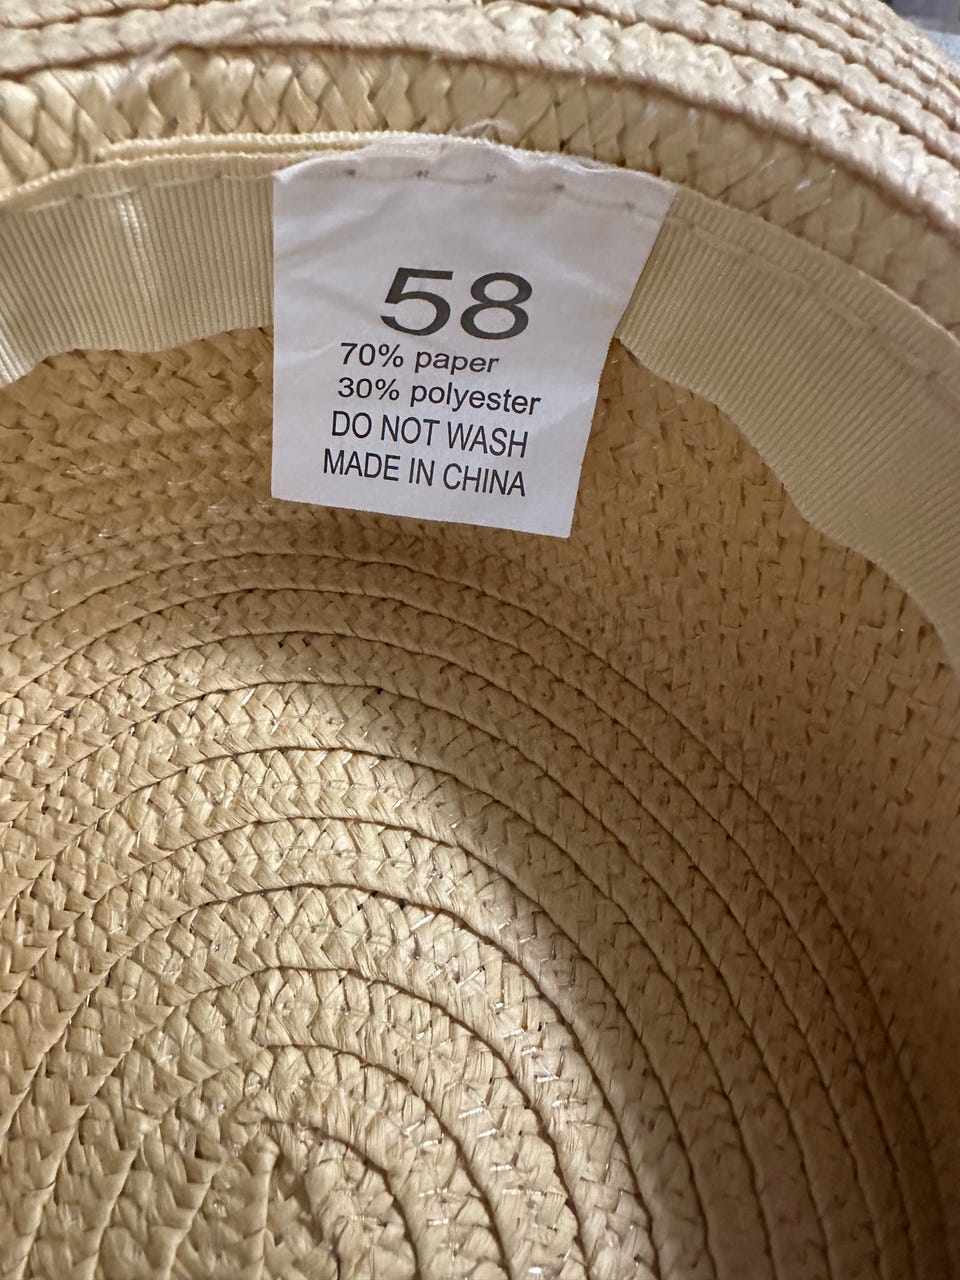 58
70% paper
30% polyester
DO NOT WASH
MADE IN CHINA